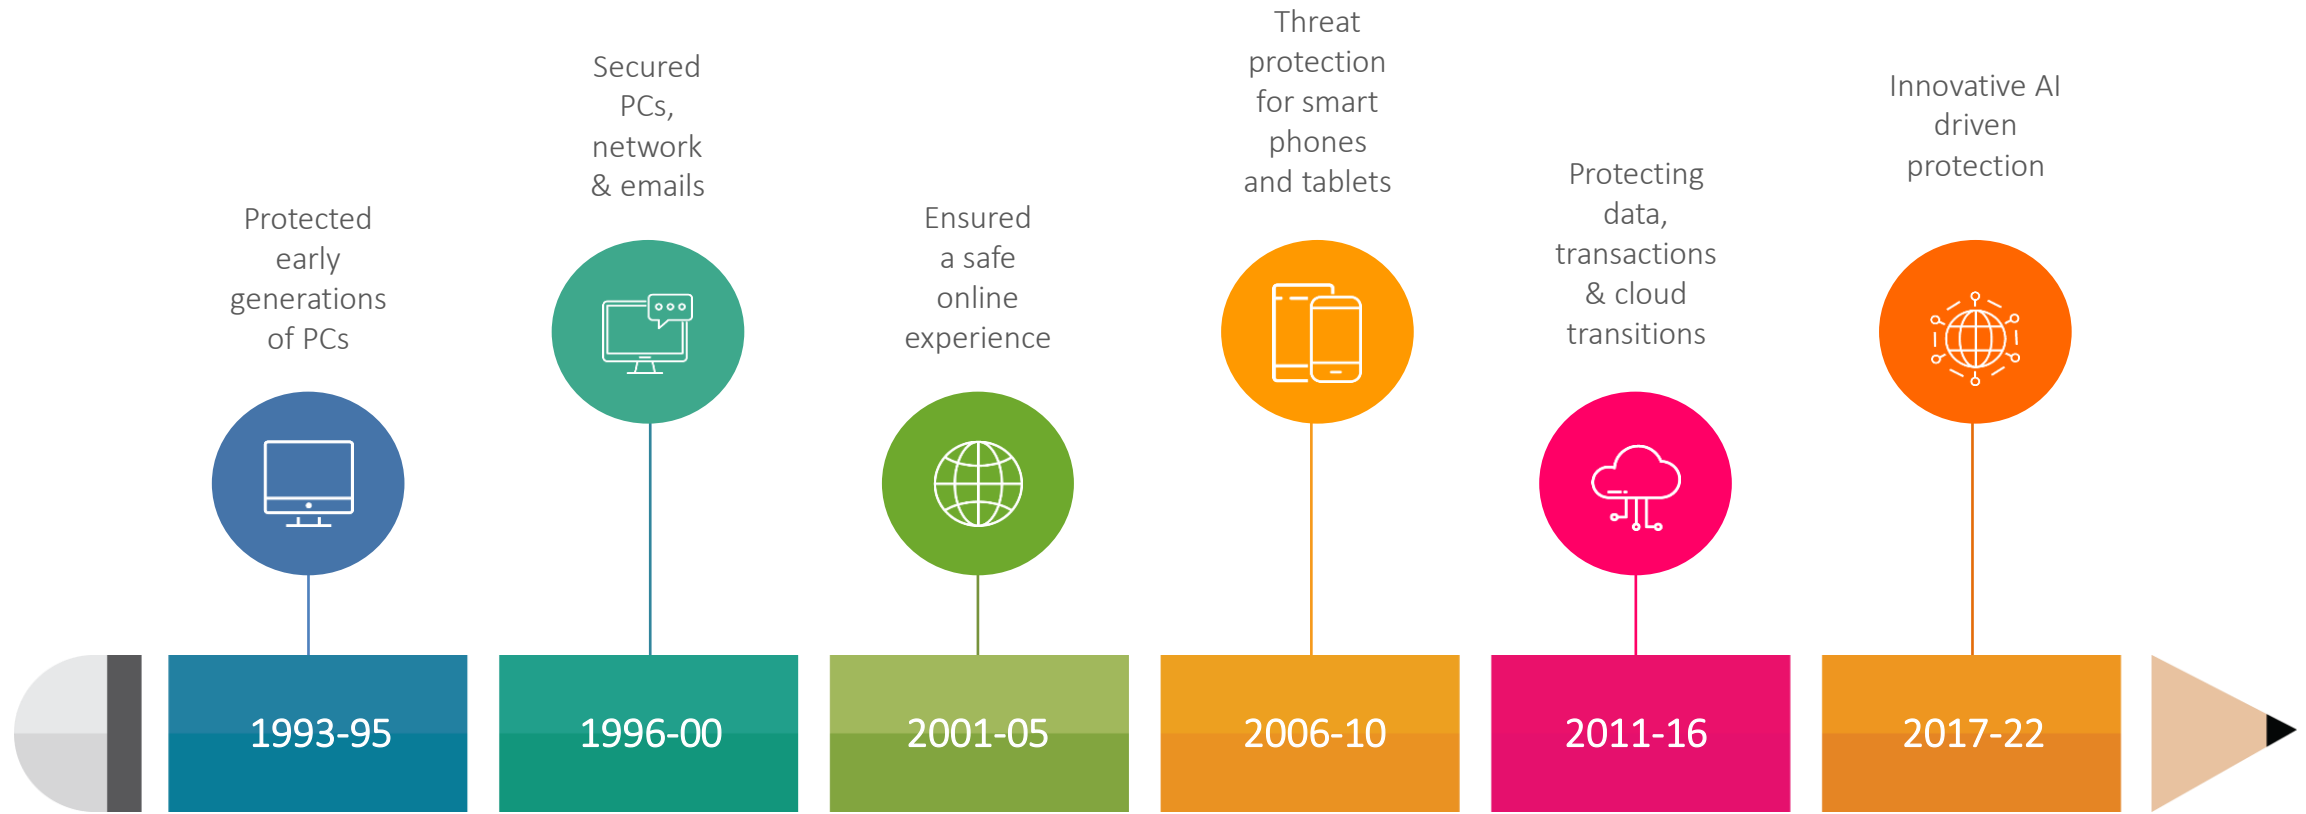 Protected
early
generations
of PCs
Secured
PCs,
network
& emails
Ensured
a safe
online
experience
Threat
protection
for smart
phones
and tablets
Protecting
data,
transactions
& cloud
transitions
Innovative AI
driven
protection
1993-95
1996-00
2001-05
2006-10
2011-16
2017-22